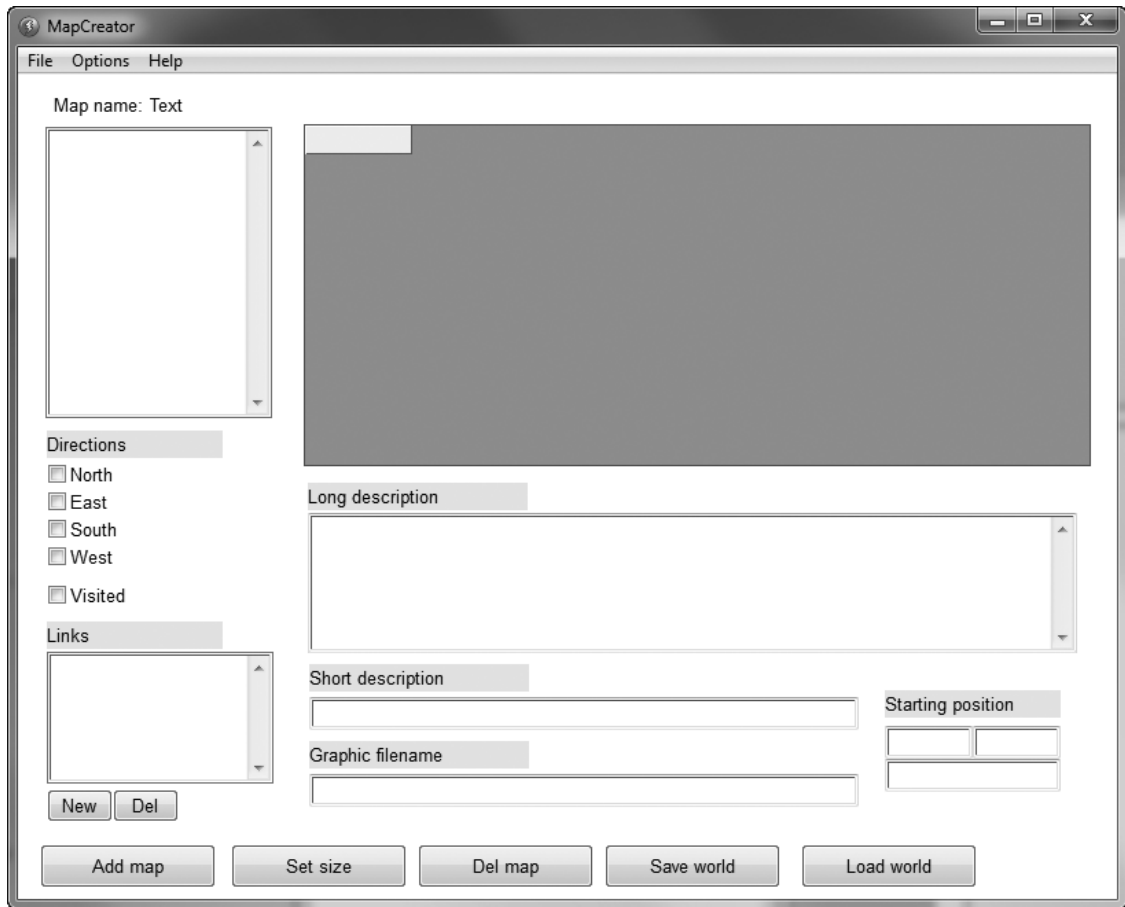 MapCreator
File Options Help
Map name: Text
Directions
North
East
South
West
Visited
Links
New Del
Long description
Short description
Graphic filename
Starting position
Add map Set size Del map Save world Load world